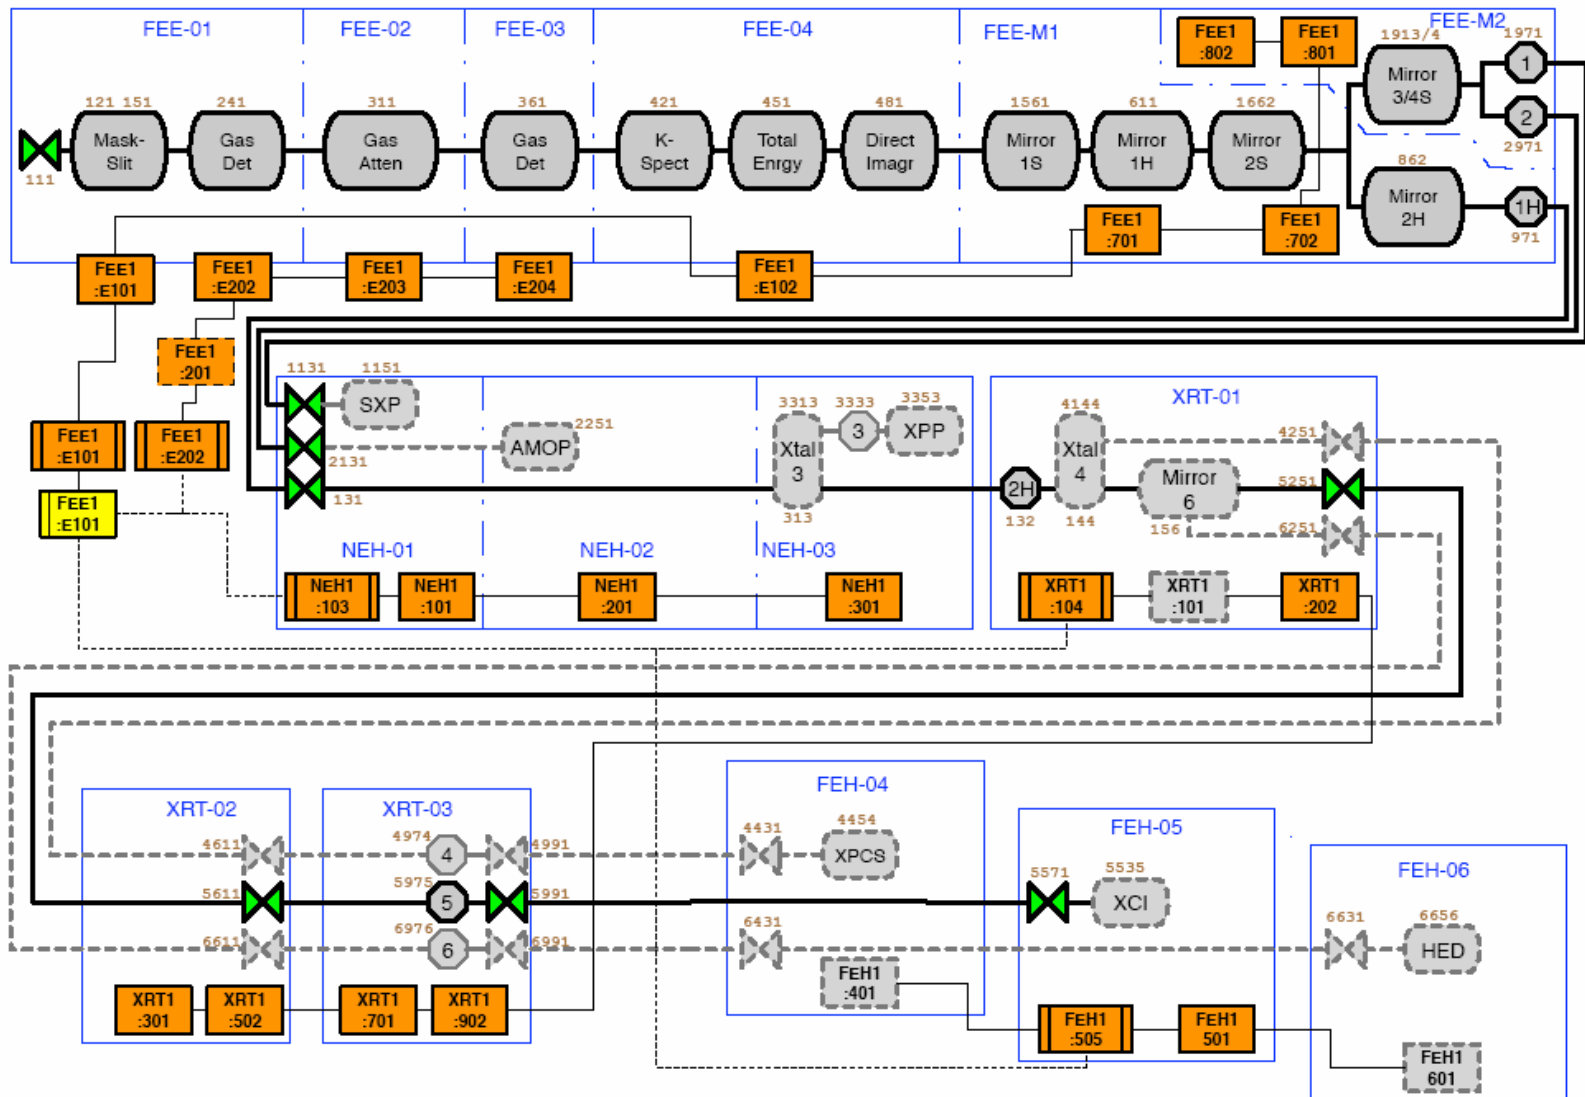 FEE-01
FEE-02
FEE-03
FEE-04
FEE-M1
FEE-M2
FEE1
:802
FEE1
:801
1913/4
1971
121 151
241
311
361
421
451
481
1561
611
1662
Mask-
Slit
Gas
Det
Gas
Atten
Gas
Det
K-
Spect
Total
Enrgy
Direct
Imagr
Mirror
1S
Mirror
1H
Mirror
2S
Mirror
3/4S
1
2
2971
111
862
Mirror
2H
1H
971
FEE1
:701
FEE1
:702
FEE1
:E101
FEE1
:E202
FEE1
:E203
FEE1
:E204
FEE1
:E102
FEE1
:201
FEE1
:E101
FEE1
:E202
FEE1
:E101
1131
1151
SXP
2131
AMOP
2251
131
3313
3333
3353
Xtal
3
3
XPP
313
NEH-01
NEH-02
NEH-03
NEH1
:103
NEH1
:101
NEH1
:201
NEH1
:301
XRT-01
4144
4251
Xtal
4
2H
132
144
Mirror
6
156
5251
6251
XRT1
:104
XRT1
:101
XRT1
:202
XRT-02
XRT-03
4611
4974
4
4991
5611
5975
5
5991
6611
6976
6
6991
XRT1
:301
XRT1
:502
XRT1
:701
XRT1
:902
FEH-04
4431
4454
XPCS
6431
FEH1
:401
FEH-05
5571
5535
XCI
FEH1
:505
FEH1
501
FEH-06
6631
6656
HED
FEH1
601